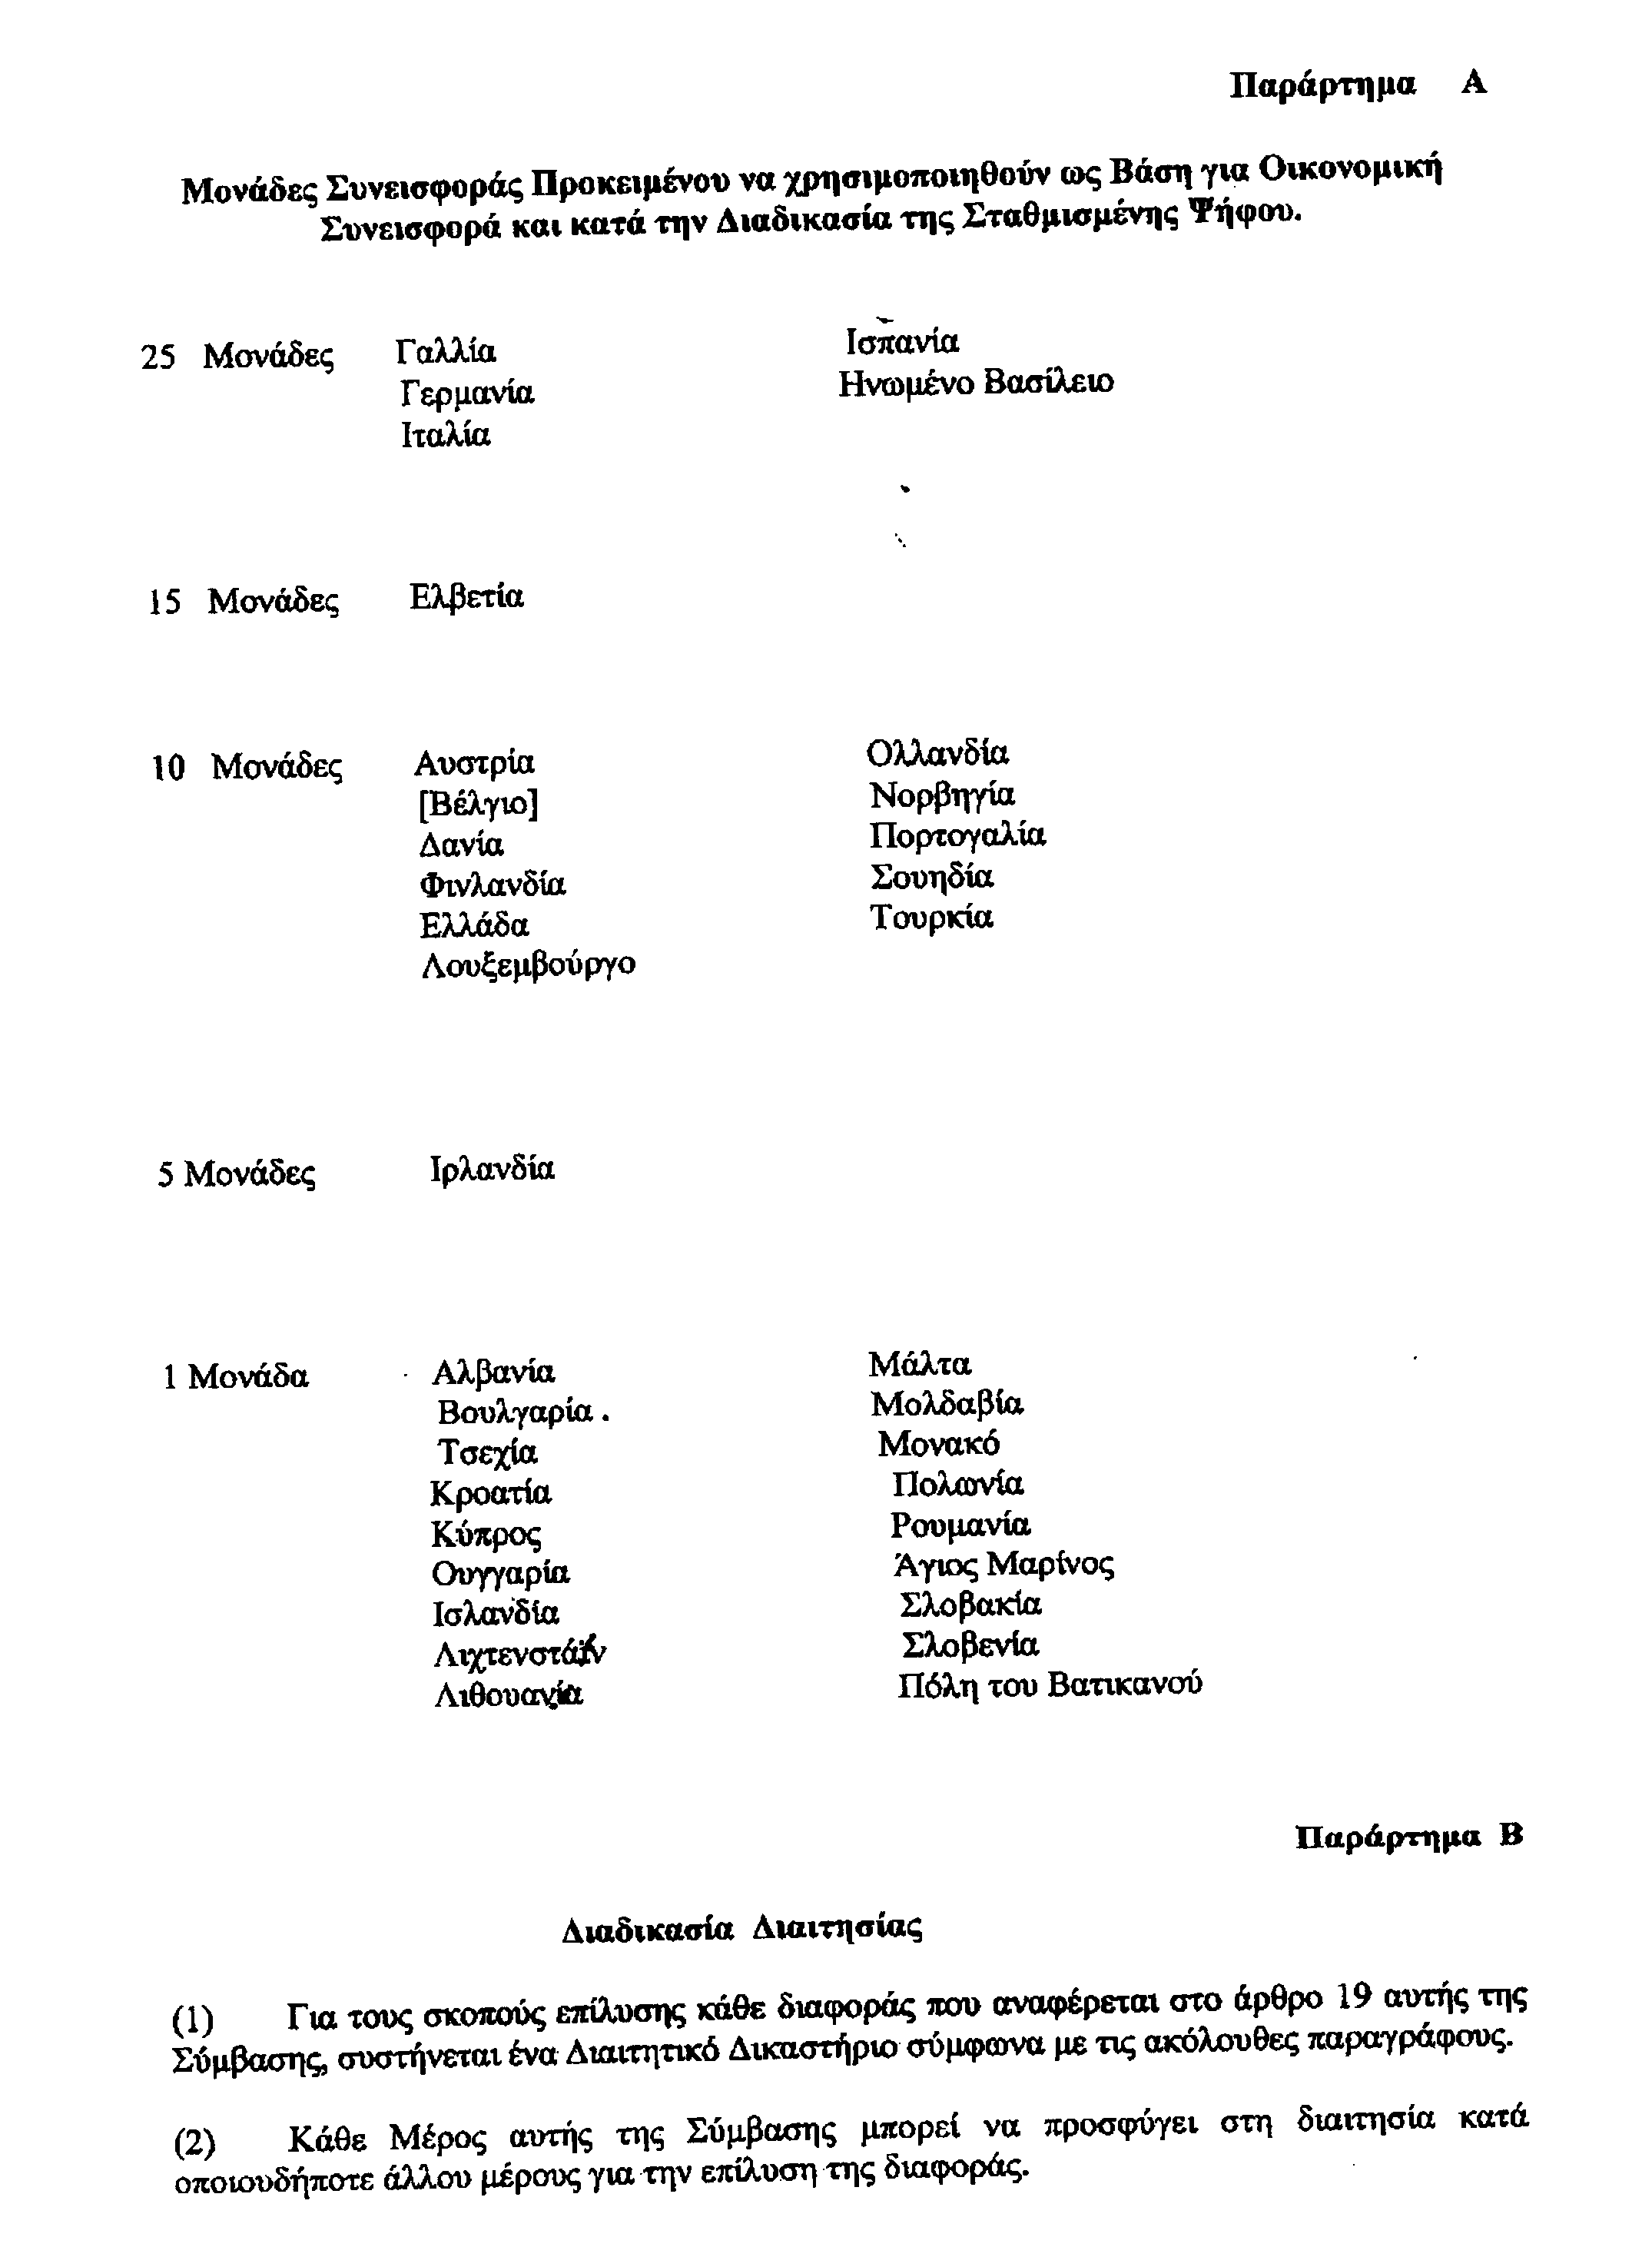 Παράρτημα Α
Μονάδες Συνεισφοράς Προκειμένου να χρησιμοποιηθούν ως Βάση για Οικονομική
Συνεισφορά και κατά την Διαδικασία της Σταθμισμένης Ψήφου.
25 Μονάδες Γαλλία Ισπανία
Γερμανία Ηνωμένο Βασίλειο
Ιταλία
15 Μονάδες Ελβετία
10 Μονάδες Αυστρία Ολλανδία
[Βέλγιο] Νορβηγία
Δανία Πορτογαλία
Φινλανδία Σουηδία
Ελλάδα Τουρκία
Λουξεμβούργο
5 Μονάδες Ιρλανδία
1 Μονάδα Αλβανία Μάλτα
Βουλγαρία . Μολδαβία
Τσεχία Μονακό
Κροατία Πολωνία
Κύπρος Ρουμανία
Ουγγαρία Άγιος Μαρίνος
Ισλανδία Σλοβακία
Λιχτενστάιν Σλοβενία
Λιθουανία Πόλη του Βατικανού
Παράρτημα Β
Διαδικασία Διαιτησίας
(1) Για τους σκοπούς επίλυσης κάθε διαφοράς που αναφέρεται στο άρθρο 19 αυτής της
Σύμβασης, συστήνεται ένα Διαιτητικό Δικαστήριο σύμφωνα με τις ακόλουθες παραγράφους.
(2) Κάθε Μέρος αυτής της Σύμβασης μπορεί να προσφύγει στη διαιτησία κατά
οποιουδήποτε άλλου μέρους για την επίλυση της διαφοράς.